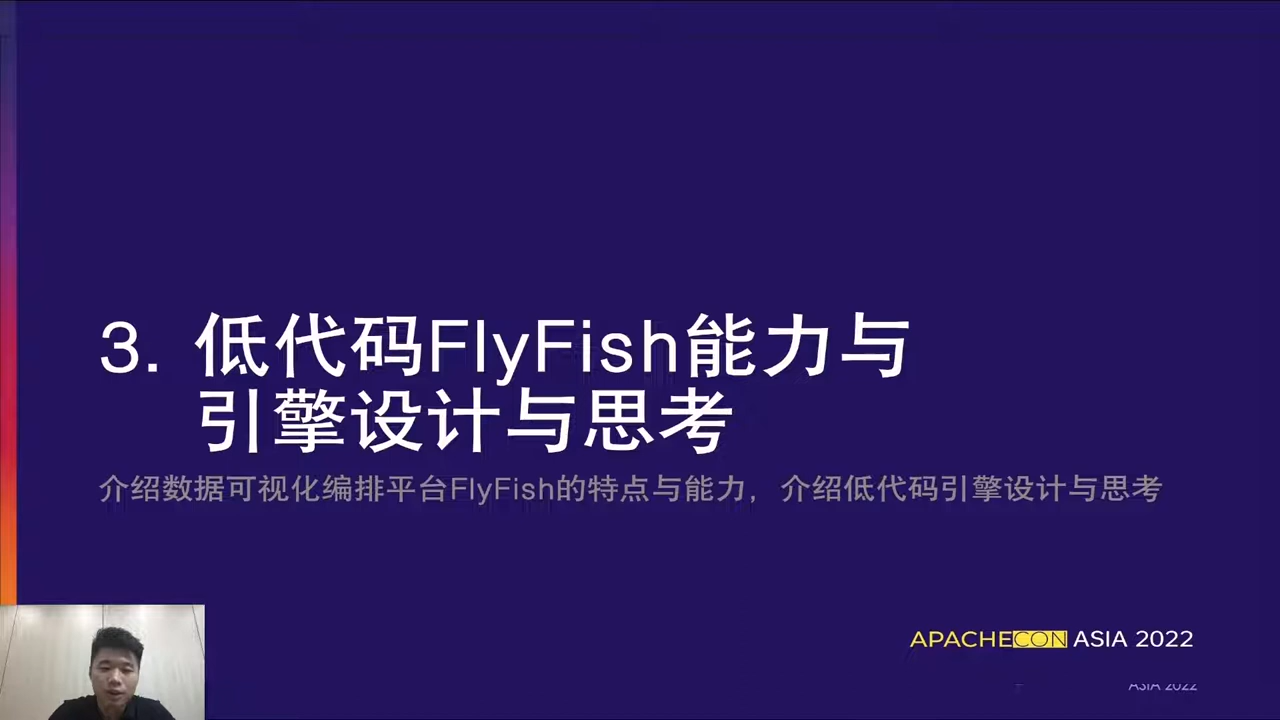 3. 低代码FlyFish能力与
引擎设计与思考
介绍数据可视化编排平台FlyFish的特点与能力，介绍低代码引擎设计与思考
APACHECON ASIA 2022
ASIA 2022